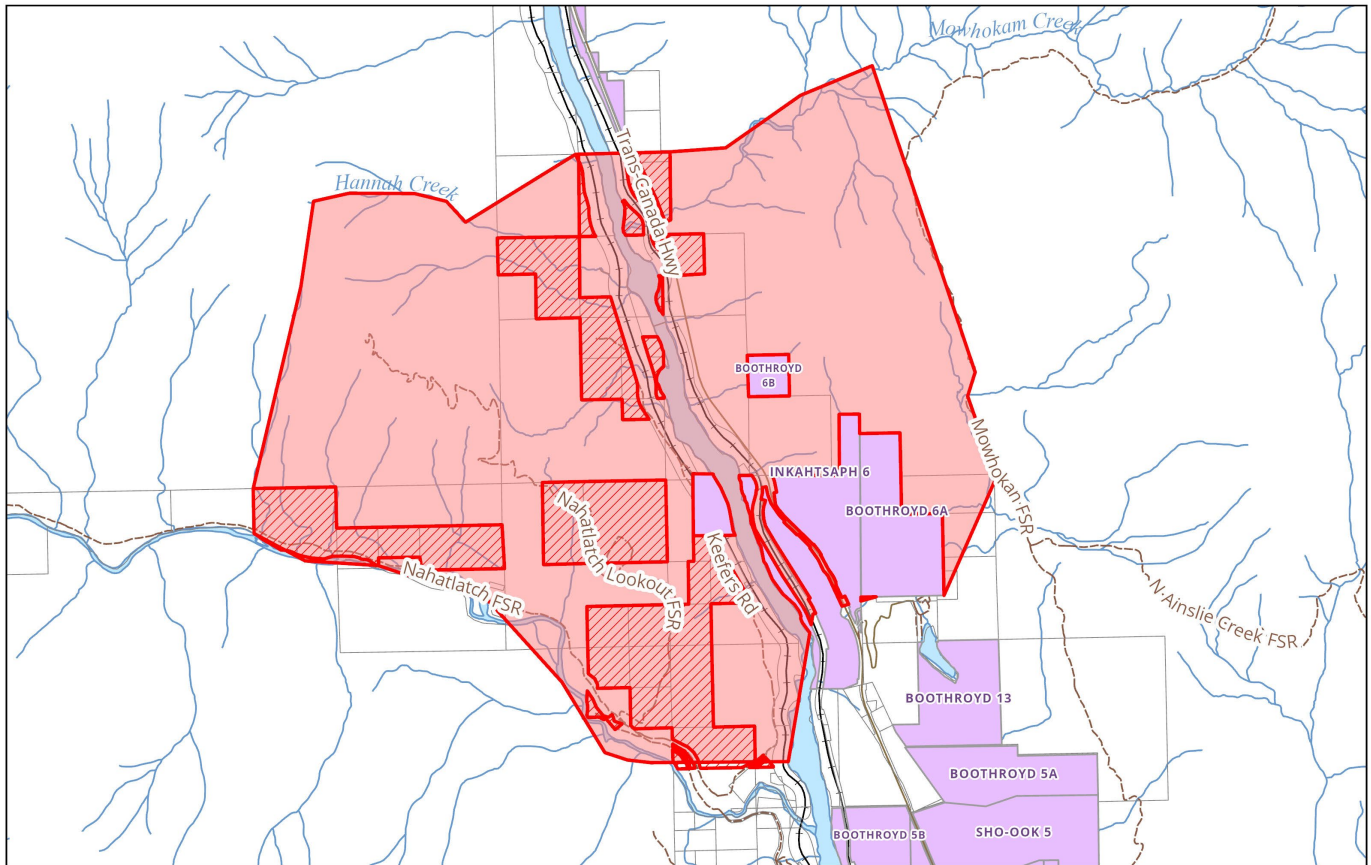 Mowhokam Creek
Trans-Canada Hwy
Hannah Creek
BOOTHROYD
6B
INKAHTSAPH 6
Mowhokan FSR
BOOTHROYD 6A
Nahatlatch Lookout FSR
Keefers Rd
Nahatlatch FSR
N Ainslie Creek FSR
BOOTHROYD 13
BOOTHROYD 5A
BOOTHROYD 5B
SHO-OOK 5